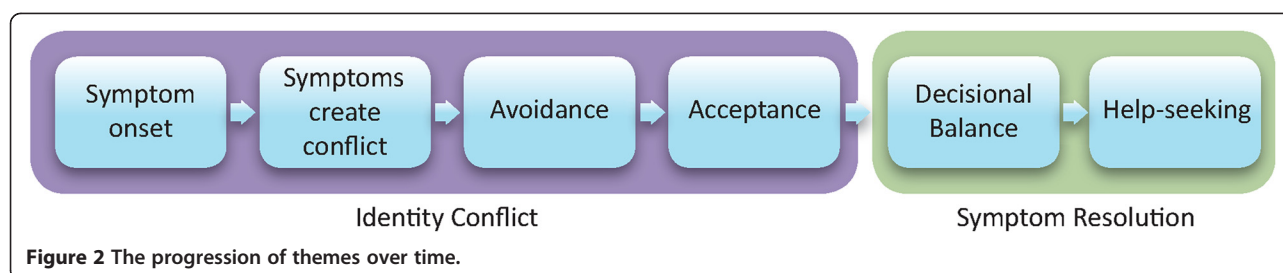 Symptom
onset
Symptoms
create
conflict
Avoidance
Acceptance
Decisional
Balance
Help-seeking
Identity Conflict
Symptom Resolution
Figure 2 The progression of themes over time.